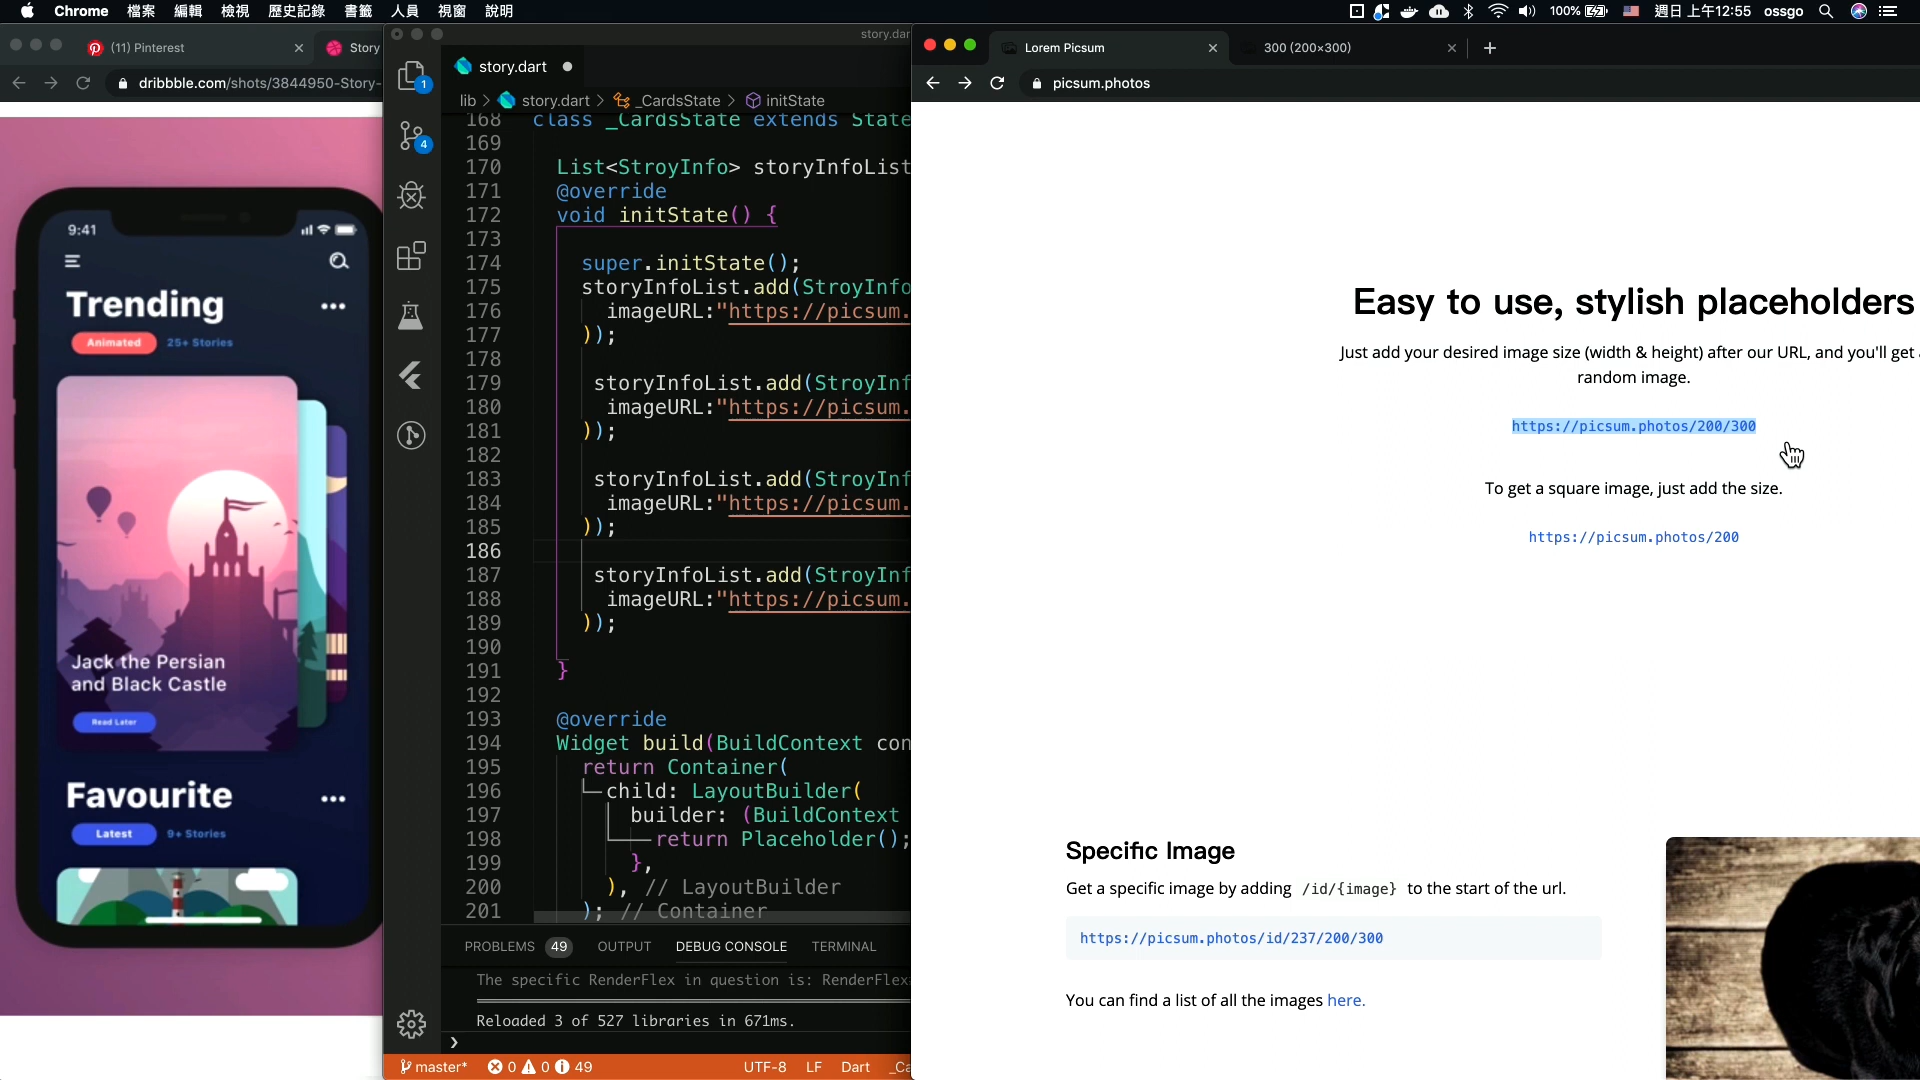 Chrome 檔案 編輯 檢視 歷史記錄 書籤 人員 視窗 說明
100% 週日 上午12:55 ossgo
(11) Pinterest
Story
dribbble.com/shots/3844950-Story-
9:41
Trending
Animated 25+ Stories
Jack the Persian
and Black Castle
Read Later
Favourite
Latest 9+ Stories
story.dar
1
4
story.dart
lib > story.dart > _CardsState > initState
168 class _CardsState extends State
169
170 List<StroyInfo> storyInfoList
171 @override
172 void initState() {
173
174 super.initState();
175 storyInfoList.add(StroyInfo
176 imageURL:"https://picsum.
177 ));
178
179 storyInfoList.add(StroyInf
180 imageURL:"https://picsum.
181 ));
182
183 storyInfoList.add(StroyInf
184 imageURL:"https://picsum.
185 ));
186
187 storyInfoList.add(StroyInf
188 imageURL:"https://picsum.
189 ));
190
191 }
192
193 @override
194 Widget build(BuildContext con
195 return Container(
196 child: LayoutBuilder(
197 builder: (BuildContext
198 return Placeholder();
199 },
200 ), // LayoutBuilder
201 ); // Container
PROBLEMS 49 OUTPUT DEBUG CONSOLE TERMINAL
The specific RenderFlex in question is: RenderFlex
Reloaded 3 of 527 libraries in 671ms.
master* 0 0 49 UTF-8 LF Dart _Ca
Lorem Picsum
300 (200×300)
picsum.photos
Easy to use, stylish placeholders
Just add your desired image size (width & height) after our URL, and you'll get a
random image.
https://picsum.photos/200/300
To get a square image, just add the size.
https://picsum.photos/200
Specific Image
Get a specific image by adding /id/{image} to the start of the url.
https://picsum.photos/id/237/200/300
You can find a list of all the images here.